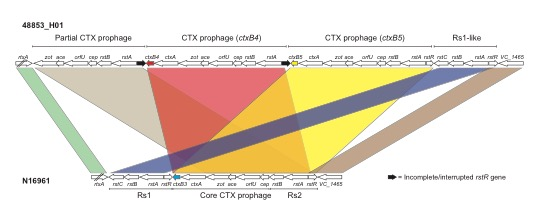 48853_H01
Partial CTX prophage CTX prophage (ctxB4) CTX prophage (ctxB5) Rs1-like
rtxA zot ace orfU cep rstB rstA ctxB4 ctxA zot ace orfU cep rstB rstA ctxB5 ctxA zot ace orfU cep rstB rstA rstR rstC rstB rstA rstR VC_1465
N16961
rtxA rstC rstB rstA rstR ctxB3 ctxA zot ace orfU cep rstB rstA rstR VC_1465
Rs1 Core CTX prophage Rs2
= Incomplete/interrupted rstR gene